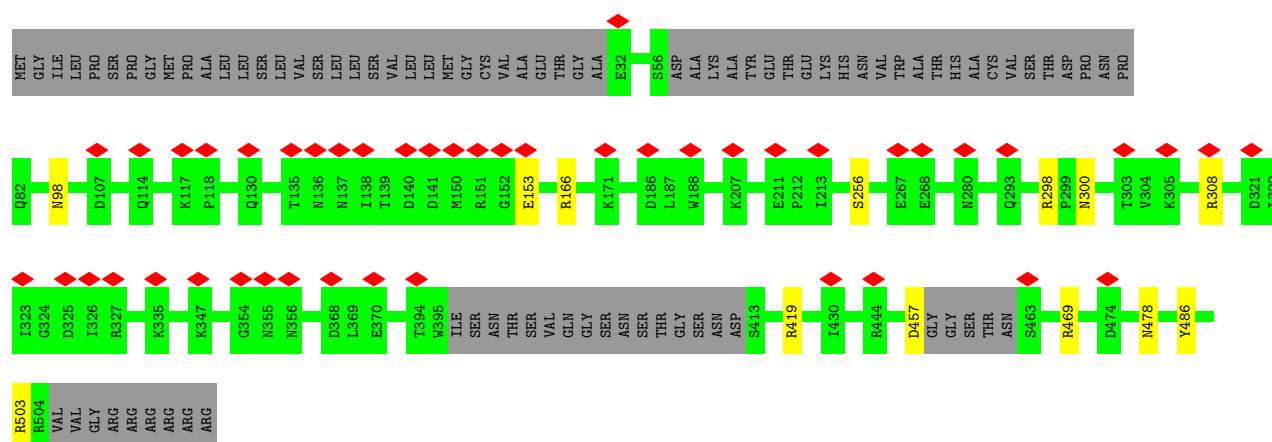 MET GLY ILE LEU PRO SER PRO GLY MET PRO ALA LEU LEU SER LEU VAL SER LEU LEU SER VAL LEU LEU MET GLY CYS VAL ALA GLU THR GLY ALA E32 S56 ASP ALA LYS ALA TYR GLU THR GLU LYS HIS ASN VAL TRP ALA THR HIS ALA CYS VAL SER THR ASP PRO ASN PRO
Q82 N98 D107 Q114 K117 P118 Q130 T135 N136 N137 I138 T139 D140 D141 M150 R151 G152 E153 R166 K171 D186 L187 W188 K207 E211 P212 I213 S256 E267 E268 N280 Q293 R298 P299 N300 T303 V304 K305 R308 D321
I323 G324 D325 I326 R327 K335 K347 G354 N355 N356 D368 L369 E370 T394 W395 ILE SER ASN THR SER VAL GLN GLY SER ASN SER THR GLY SER ASN ASP S413 R419 I430 R444 D457 GLY GLY SER THR ASN S463 R469 D474 N478 Y486
R503 R504 VAL VAL GLY ARG ARG ARG ARG ARG ARG